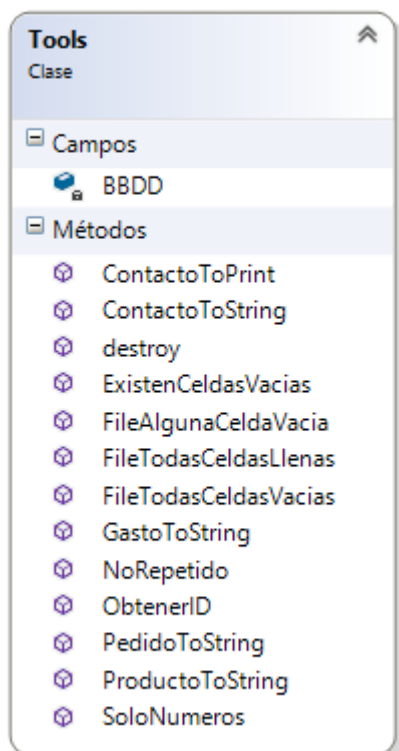 Tools
Clase
Campos
BBDD
Métodos
ContactoToPrint
ContactoToString
destroy
ExistenCeldasVacias
FileAlgunaCeldaVacia
FileTodasCeldasLlenas
FileTodasCeldasVacias
GastoToString
NoRepetido
ObtenerID
PedidoToString
ProductoToString
SoloNumeros